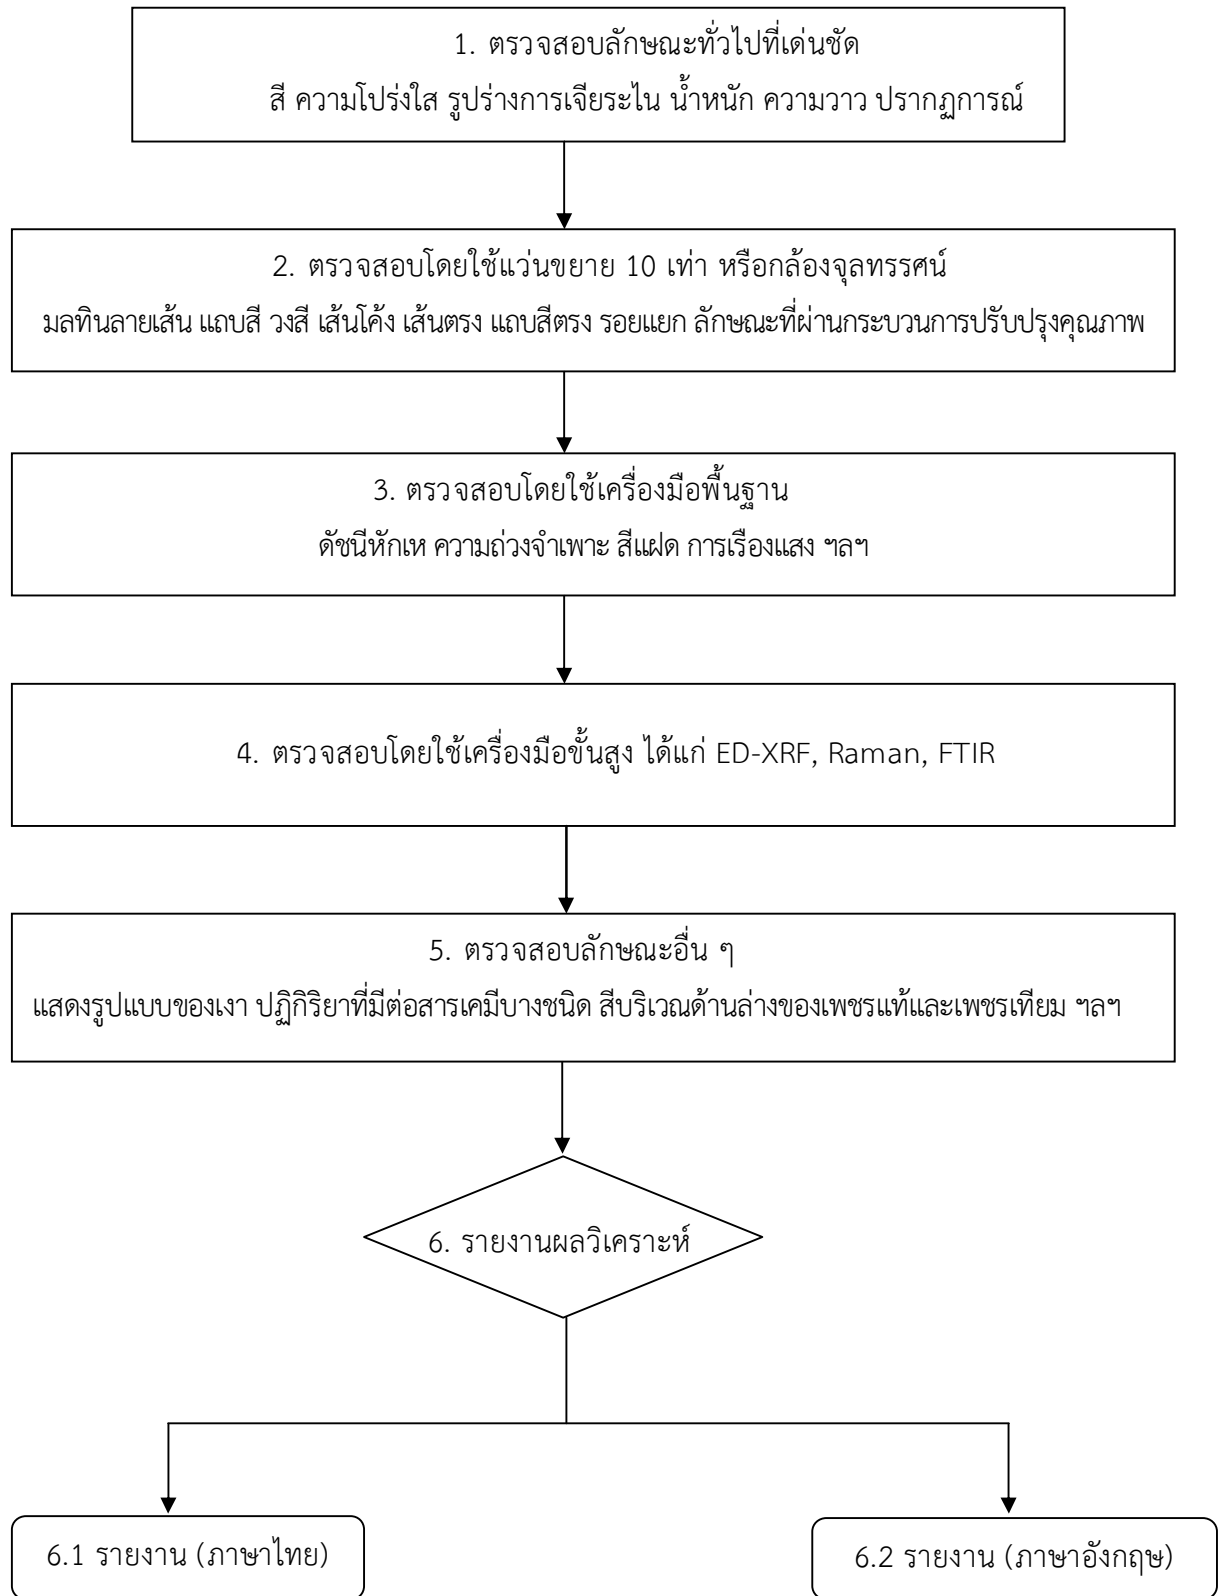 1. ตรวจสอบลักษณะทั่วไปที่เด่นชัด
สี ความโปร่งใส รูปร่างการเจียระไน น้ำหนัก ความวาว ปรากฏการณ์
2. ตรวจสอบโดยใช้แว่นขยาย 10 เท่า หรือกล้องจุลทรรศน์
มลทินลายเส้น แถบสี วงสี เส้นโค้ง เส้นตรง แถบสีตรง รอยแยก ลักษณะที่ผ่านกระบวนการปรับปรุงคุณภาพ
3. ตรวจสอบโดยใช้เครื่องมือพื้นฐาน
ดัชนีหักเห ความถ่วงจำเพาะ สีแฝด การเรืองแสง ฯลฯ
4. ตรวจสอบโดยใช้เครื่องมือขั้นสูง ได้แก่ ED-XRF, Raman, FTIR
5. ตรวจสอบลักษณะอื่น ๆ
แสดงรูปแบบของเงา ปฏิกิริยาที่มีต่อสารเคมีบางชนิด สีบริเวณด้านล่างของเพชรแท้และเพชรเทียม ฯลฯ
6. รายงานผลวิเคราะห์
6.1 รายงาน (ภาษาไทย)
6.2 รายงาน (ภาษาอังกฤษ)